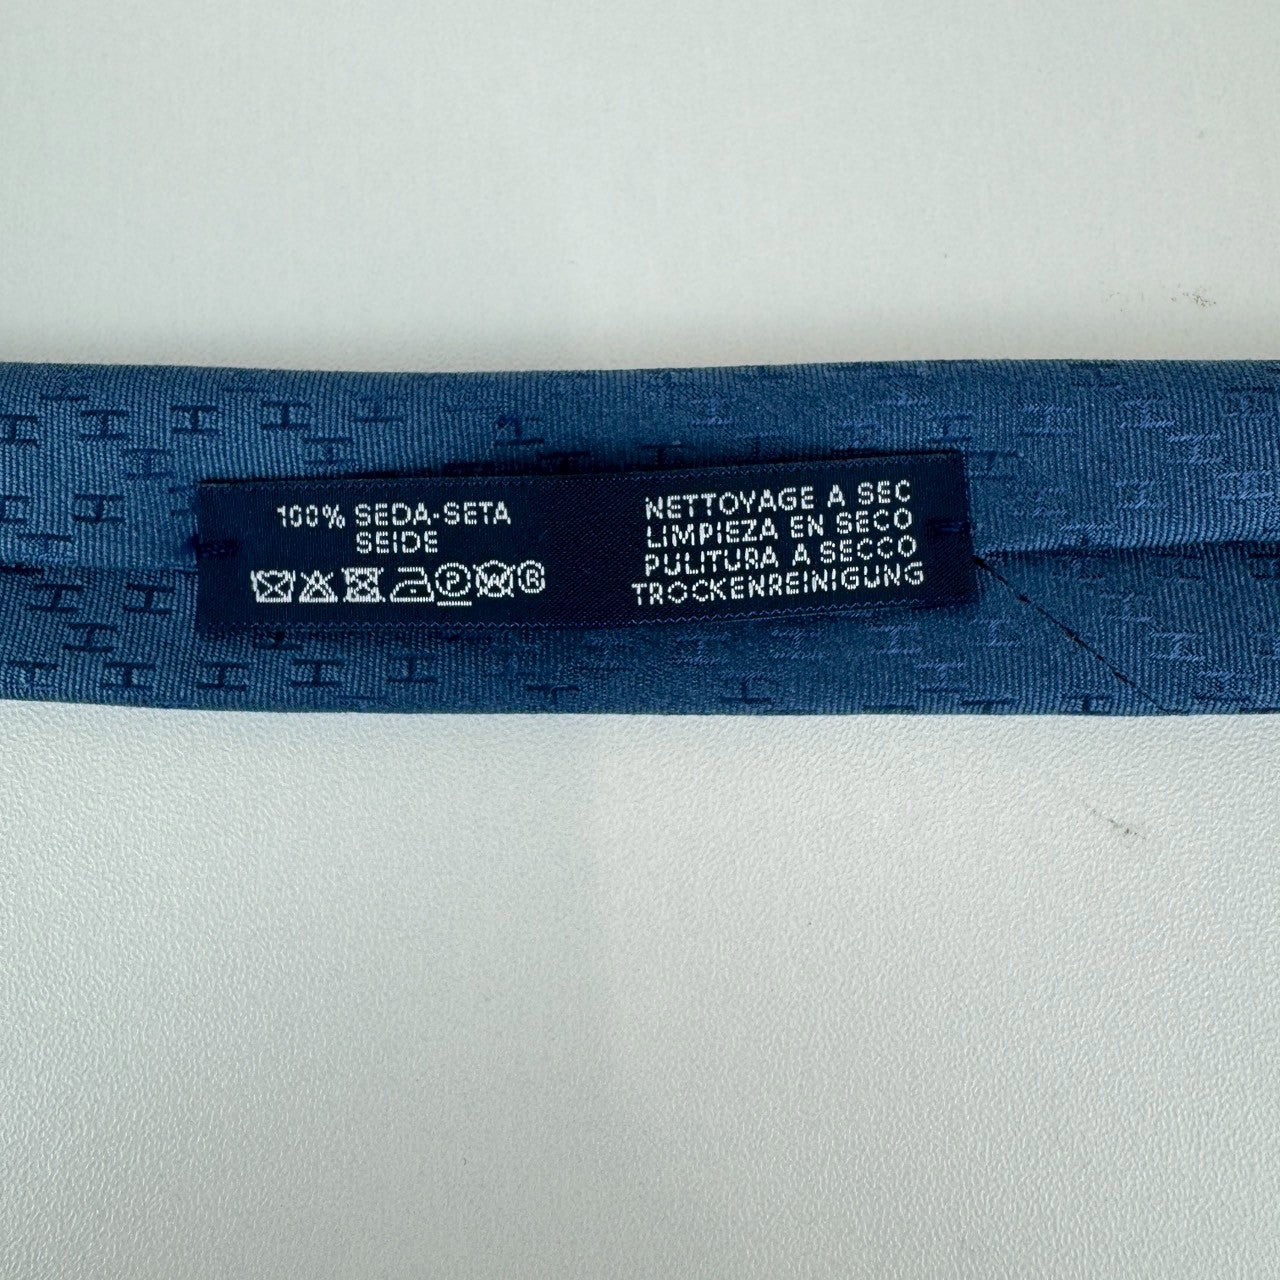 100% SEDA-SETA
SEIDE
P W R
NETTOYAGE A SEC
LIMPIEZA EN SECO
PULITURA A SECCO
TROCKENREINIGUNG